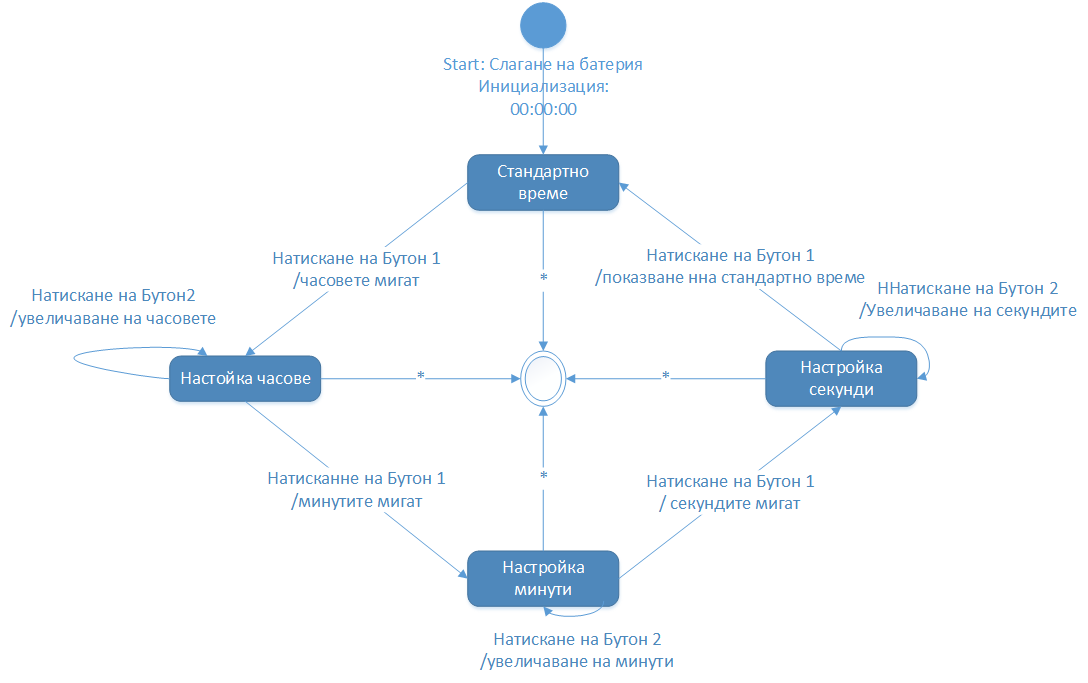 Start: Слагане на батерия
Инициализация:
00:00:00
Стандартно
време
Натискане на Бутон 1
/часовете мигат
*
Натискане на Бутон 1
/показване нна стандартно време
Натискане на Бутон2
/увеличаване на часовете
ННатискане на Бутон 2
/Увеличаване на секундите
Настойка часове
*
*
Настройка
секунди
Натисканне на Бутон 1
/минутите мигат
*
Натискане на Бутон 1
/ секундите мигат
Настройка
минути
Натискане на Бутон 2
/увеличаване на минути